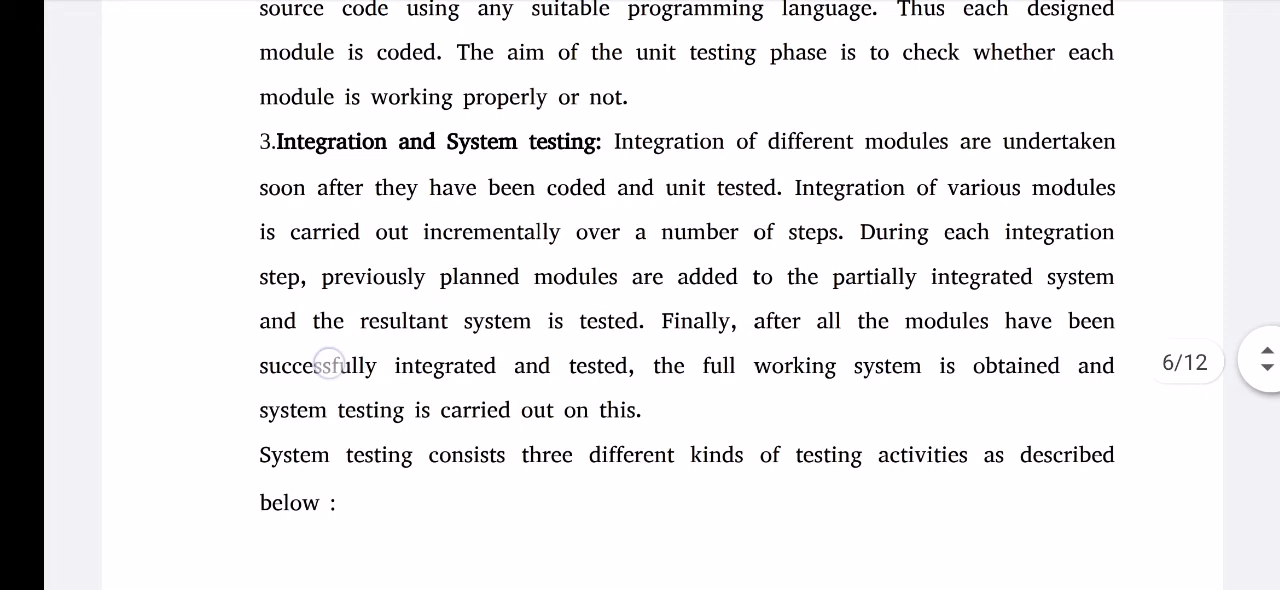 source code using any suitable programming language. Thus each designed
module is coded. The aim of the unit testing phase is to check whether each
module is working properly or not.
3.Integration and System testing: Integration of different modules are undertaken
soon after they have been coded and unit tested. Integration of various modules
is carried out incrementally over a number of steps. During each integration
step, previously planned modules are added to the partially integrated system
and the resultant system is tested. Finally, after all the modules have been
successfully integrated and tested, the full working system is obtained and
system testing is carried out on this.
System testing consists three different kinds of testing activities as described
below :
6/12